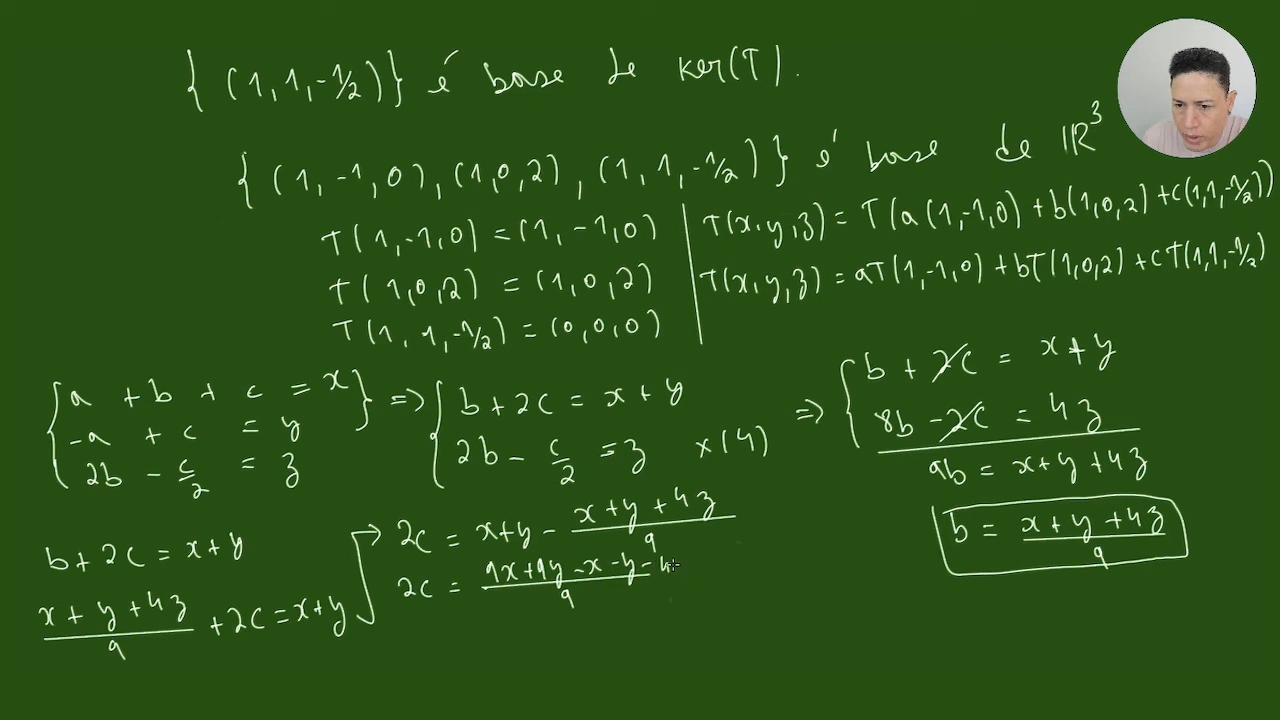 {(1, 1, -1/2)} é base de Ker(T).
{(1, -1, 0), (1, 0, 2), (1, 1, -1/2)} é base de ℝ³
T(1, -1, 0) = (1, -1, 0)
T(1, 0, 2) = (1, 0, 2)
T(1, 1, -1/2) = (0, 0, 0)
T(x, y, z) = T(a(1, -1, 0) + b(1, 0, 2) + c(1, 1, -1/2))
T(x, y, z) = aT(1, -1, 0) + bT(1, 0, 2) + cT(1, 1, -1/2)
a + b + c = x
-a + c = y
2b - c/2 = z
=> b + 2c = x + y
2b - c/2 = z x(4)
=> b + 2c = x + y
8b - 2c = 4z
9b = x + y + 4z
b = (x + y + 4z)/9
b + 2c = x + y
(x + y + 4z)/9 + 2c = x + y
2c = x + y - (x + y + 4z)/9
2c = (9x + 9y - x - y - 4)/9